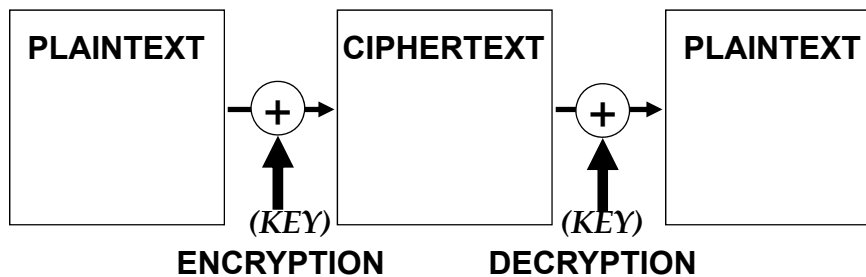 PLAINTEXT CIPHERTEXT PLAINTEXT
+ +
(KEY) (KEY)
ENCRYPTION DECRYPTION